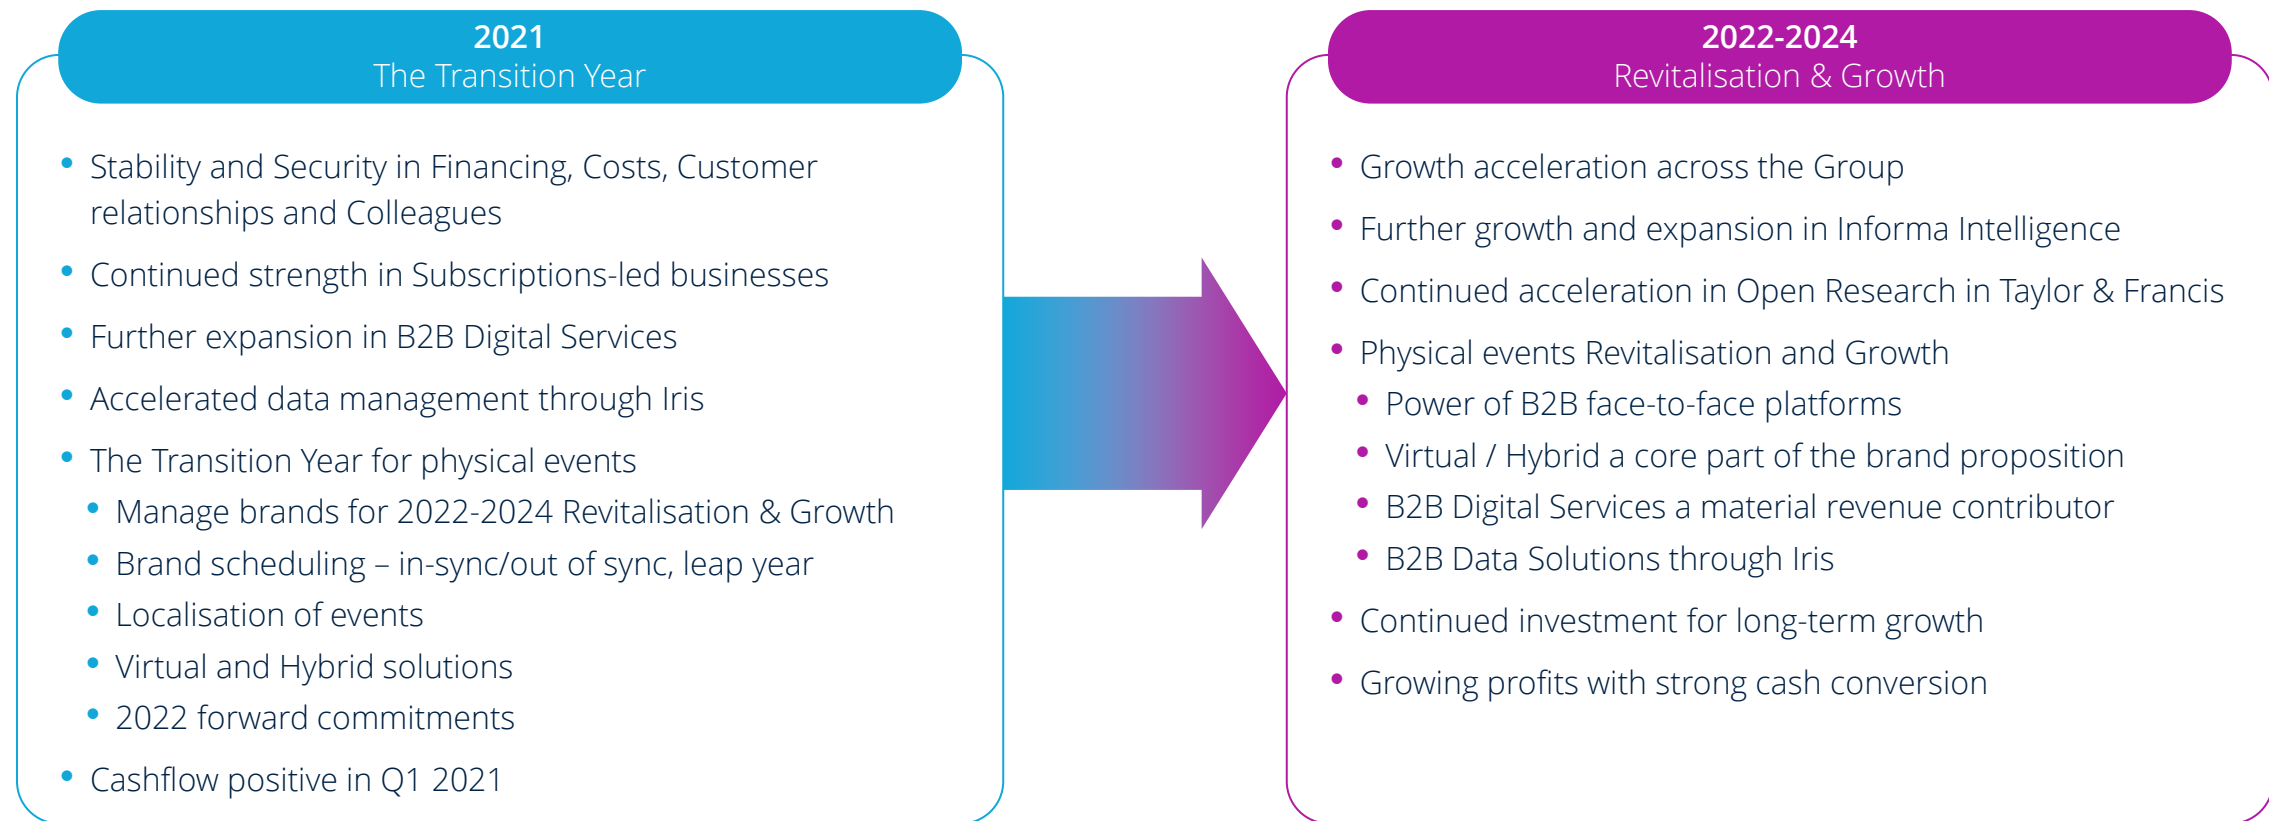 2021
The Transition Year
• Stability and Security in Financing, Costs, Customer
relationships and Colleagues
• Continued strength in Subscriptions-led businesses
• Further expansion in B2B Digital Services
• Accelerated data management through Iris
• The Transition Year for physical events
• Manage brands for 2022-2024 Revitalisation & Growth
• Brand scheduling – in-sync/out of sync, leap year
• Localisation of events
• Virtual and Hybrid solutions
• 2022 forward commitments
• Cashflow positive in Q1 2021
2022-2024
Revitalisation & Growth
• Growth acceleration across the Group
• Further growth and expansion in Informa Intelligence
• Continued acceleration in Open Research in Taylor & Francis
• Physical events Revitalisation and Growth
• Power of B2B face-to-face platforms
• Virtual / Hybrid a core part of the brand proposition
• B2B Digital Services a material revenue contributor
• B2B Data Solutions through Iris
• Continued investment for long-term growth
• Growing profits with strong cash conversion